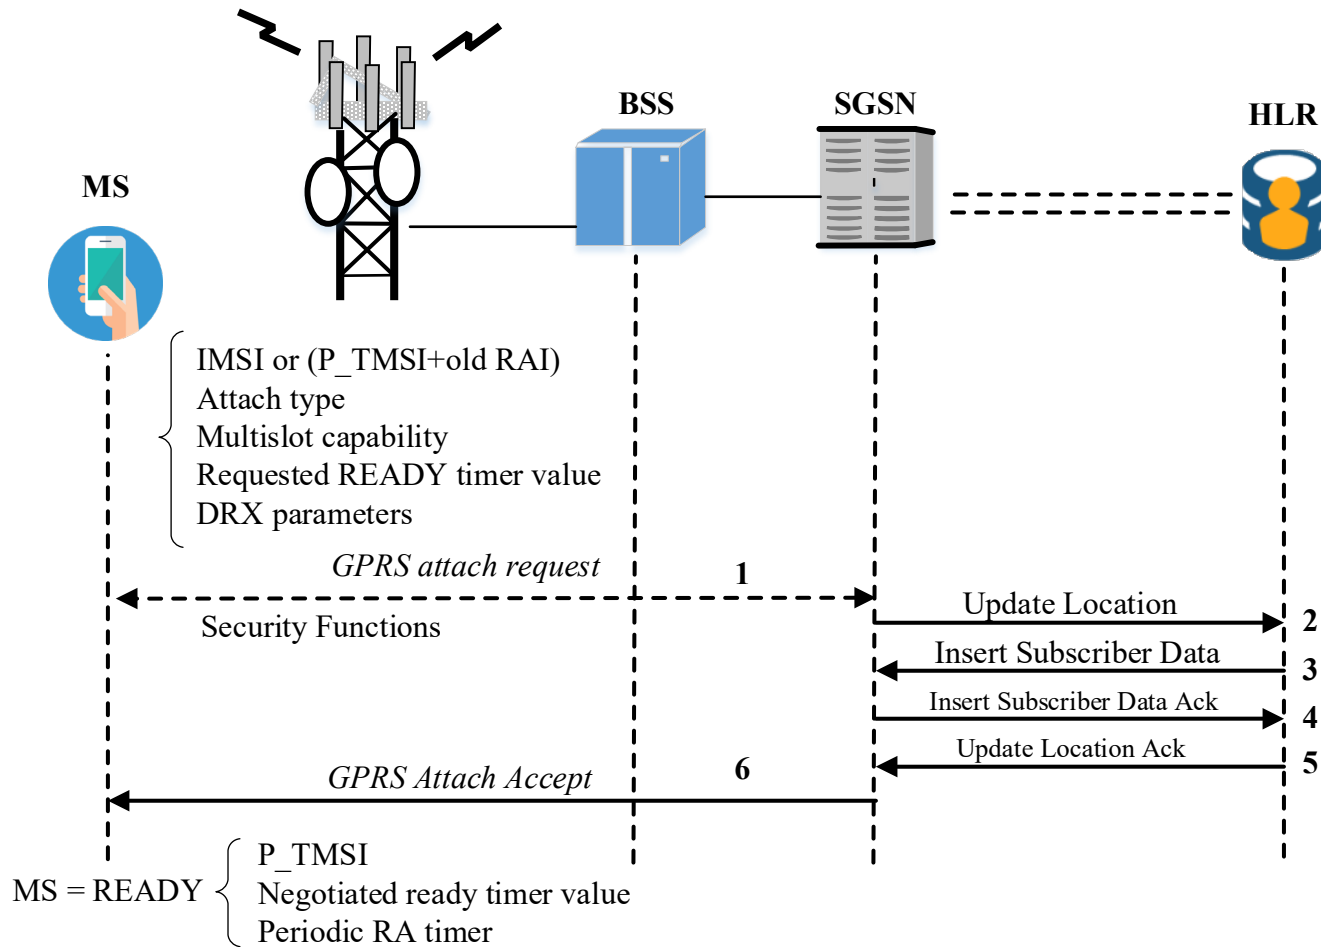 BSS
SGSN
HLR
MS
IMSI or (P_TMSI+old RAI)
Attach type
Multislot capability
Requested READY timer value
DRX parameters
GPRS attach request
1
Security Functions
Update Location
2
Insert Subscriber Data
3
Insert Subscriber Data Ack
4
Update Location Ack
5
GPRS Attach Accept
6
MS = READY
P_TMSI
Negotiated ready timer value
Periodic RA timer